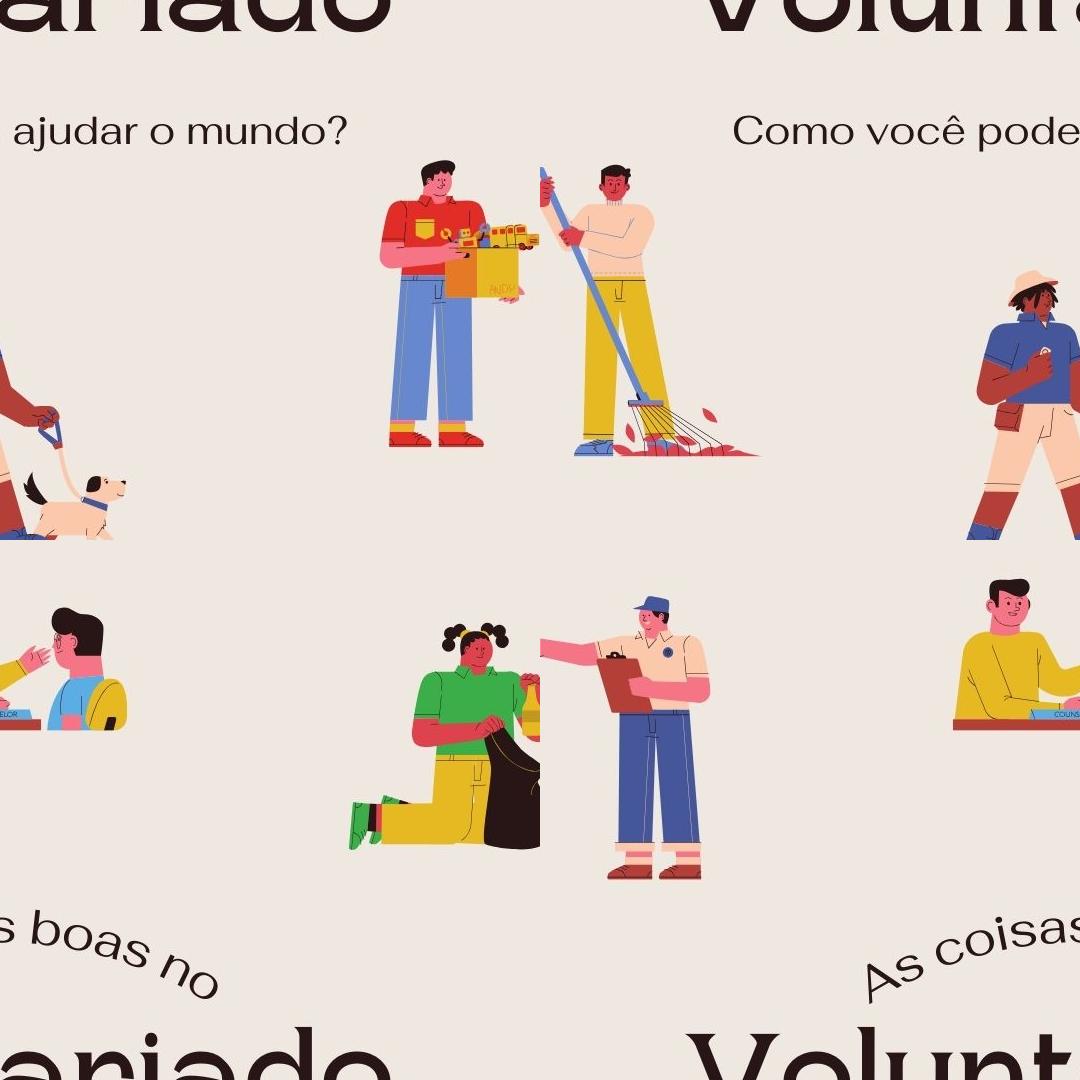 ariado
Volunta
ajudar o mundo?
Como você pode
ANDY
ELOR
COUNS
s boas no
As coisas
ariado
Volunt